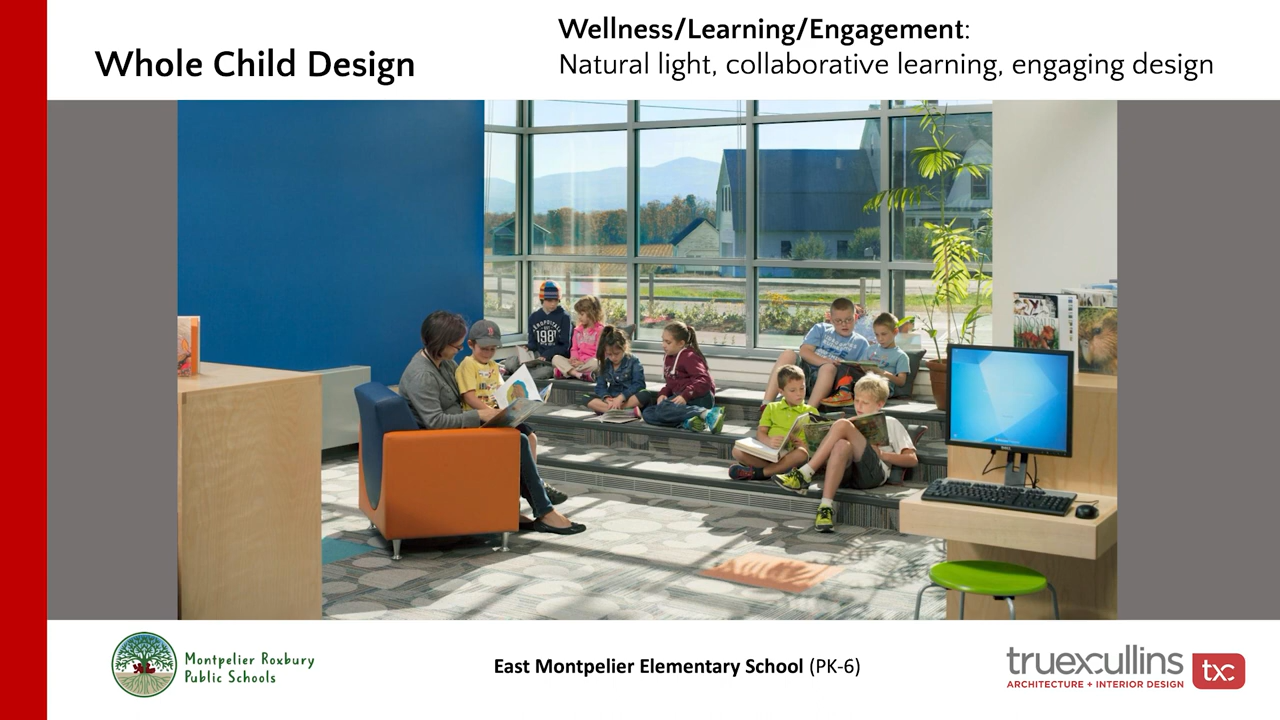 Whole Child Design
Wellness/Learning/Engagement:
Natural light, collaborative learning, engaging design
198
Montpelier Roxbury
Public Schools
East Montpelier Elementary School (PK-6)
truexcullins
ARCHITECTURE + INTERIOR DESIGN
txc